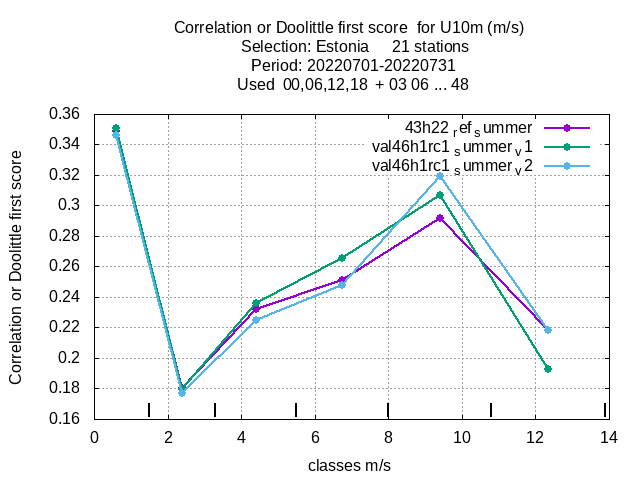 Correlation or Doolittle first score  for U10m (m/s)
Selection: Estonia     21 stations
Period: 20220701-20220731
Used  00,06,12,18  + 03 06 ... 48
43h22 ref summer
val46h1rc1 summer v1
val46h1rc1 summer v2
Correlation or Doolittle first score
0.36
0.34
0.32
0.3
0.28
0.26
0.24
0.22
0.2
0.18
0.16
0 2 4 6 8 10 12 14
classes m/s